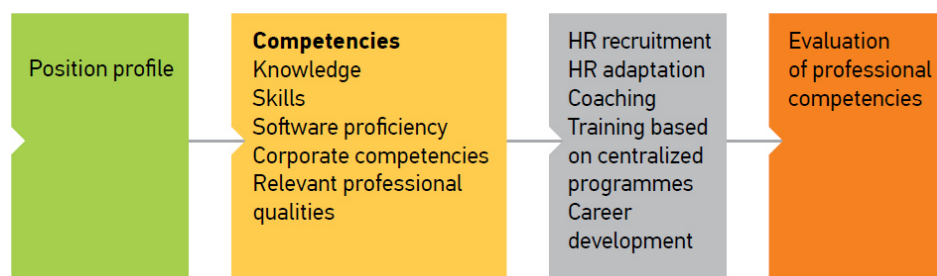 Position profile
Competencies
Knowledge
Skills
Software proficiency
Corporate competencies
Relevant professional
qualities
HR recruitment
HR adaptation
Coaching
Training based
on centralized
programmes
Career
development
Evaluation
of professional
competencies